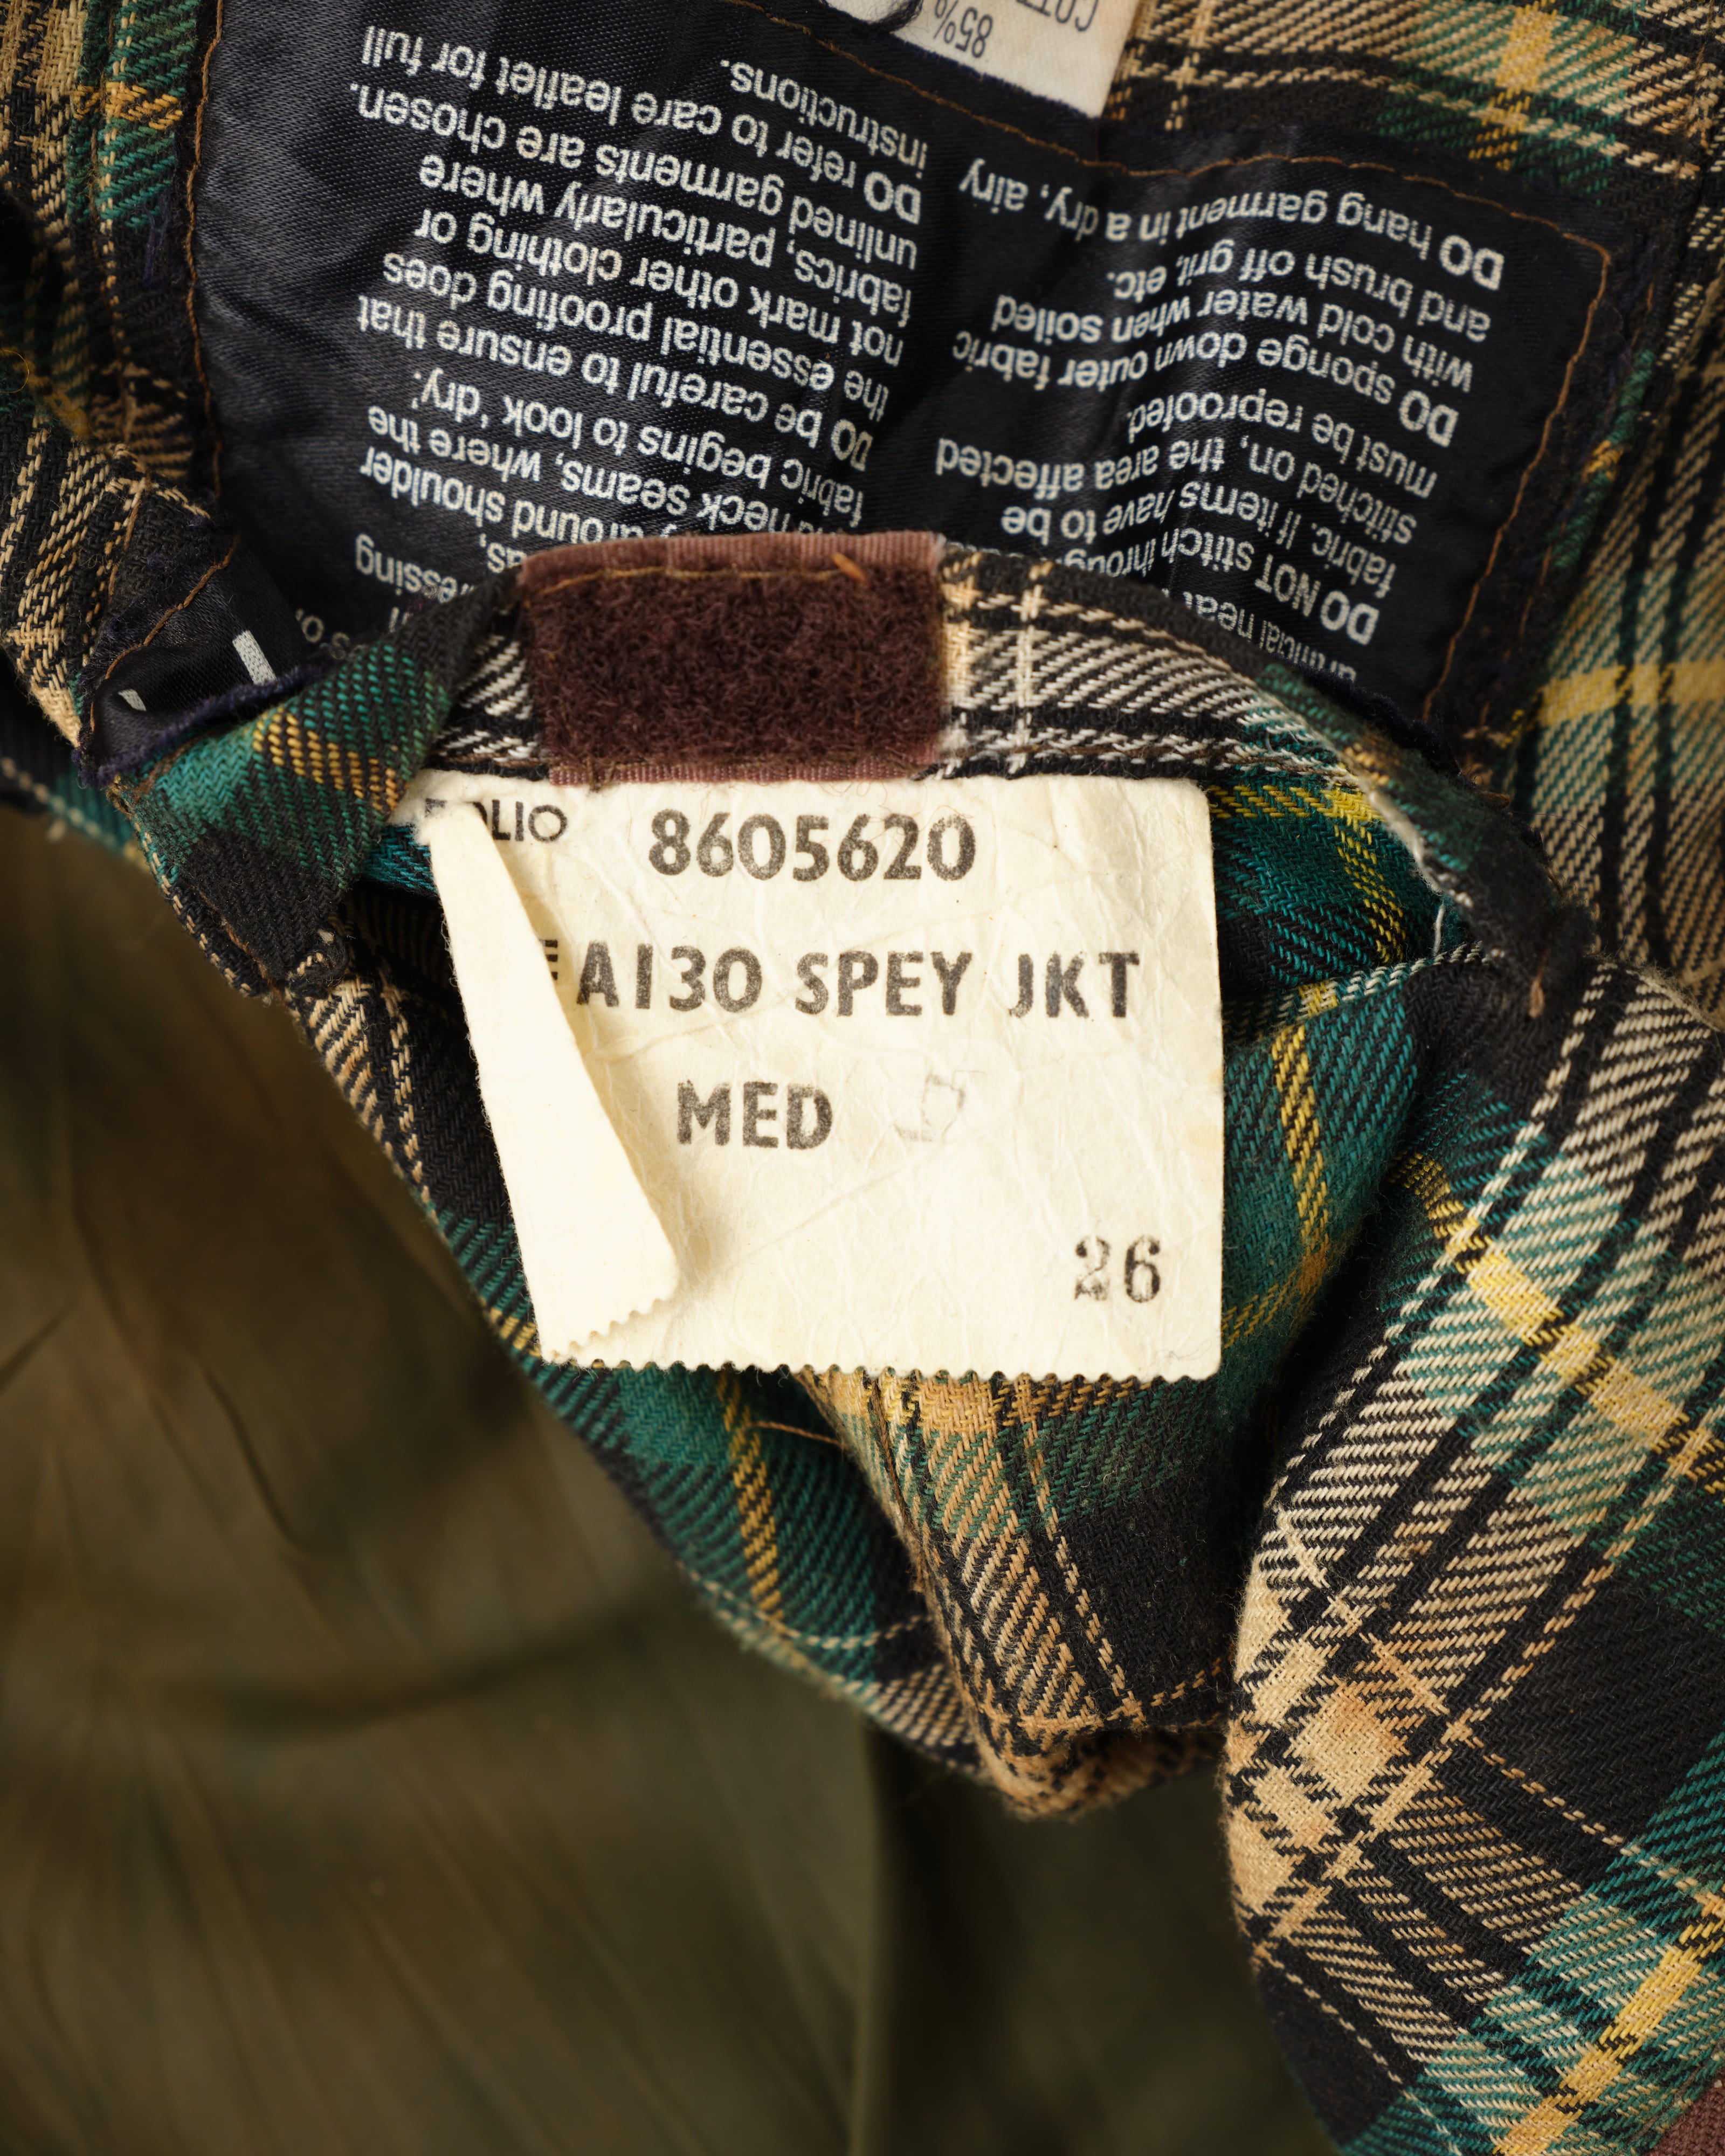 FOLIO 8605620
A130 SPEY JKT
MED
26
DO NOT stitch
fabric. If items have to be
stitched on, the area affected
must be reproofed.
DO sponge down outer fabric
with cold water when soiled
and brush off grit, etc.
DO hang garment in a dry, airy
around shoulder
neck seams, where the
fabric begins to look 'dry'.
DO be careful to ensure that
the essential proofing does
not mark other clothing or
fabrics, particularly where
unlined garments are chosen.
DO refer to care leaflet for full
instructions.
85%